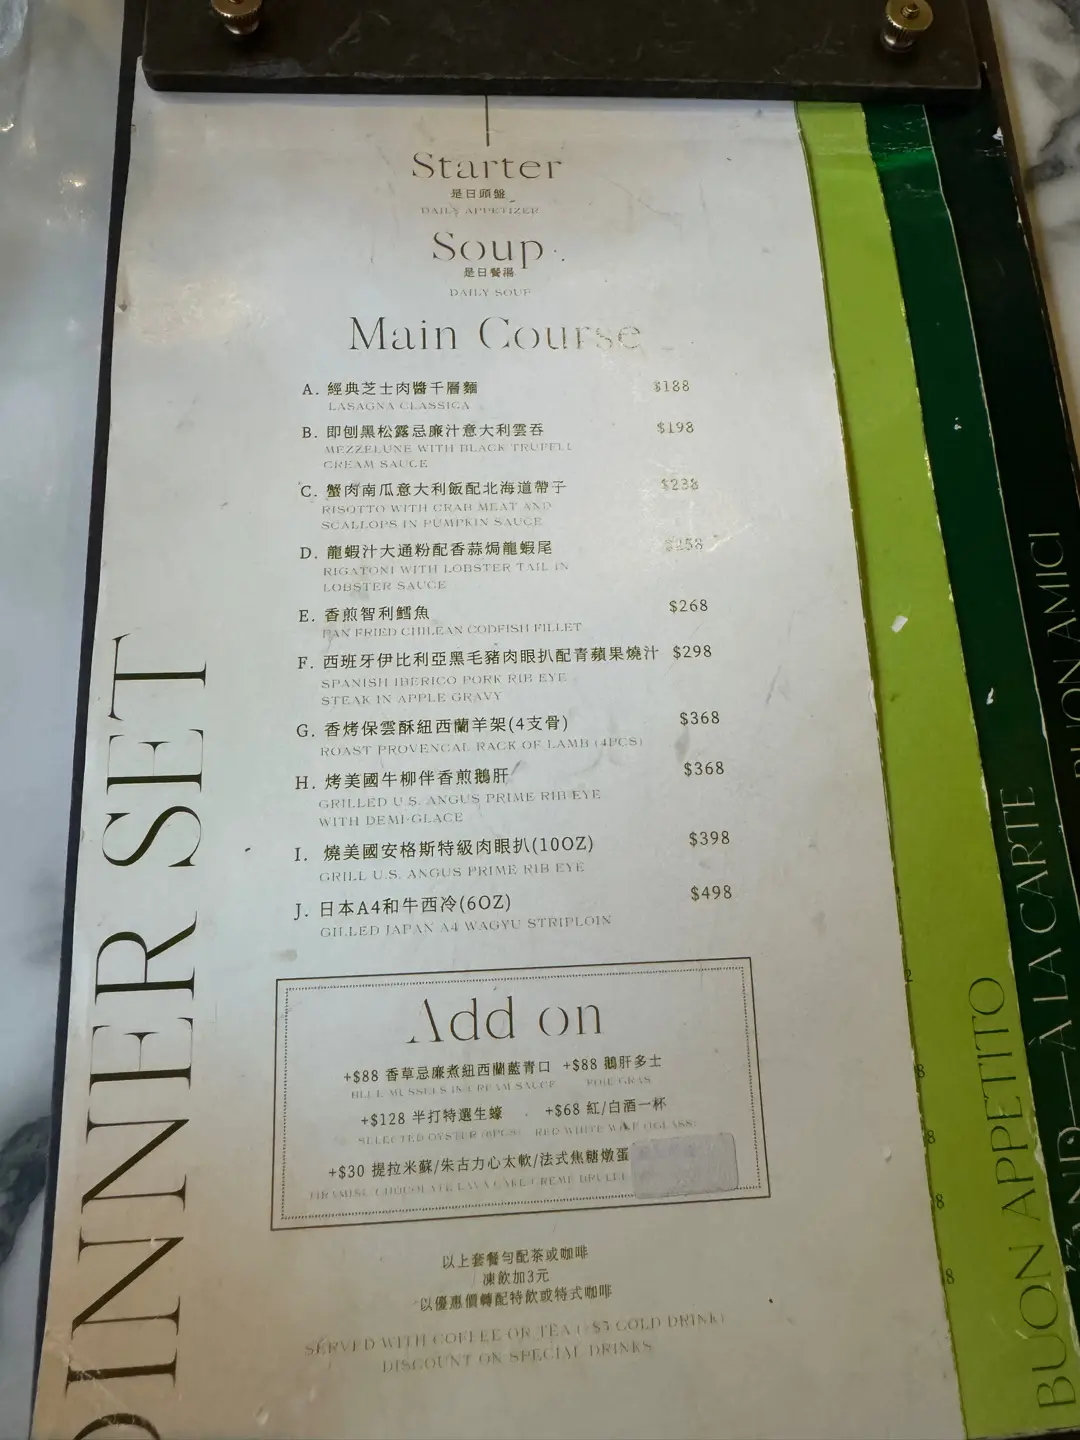 Starter
是日頭盤
DAILY APPETIZER
Soup
是日餐湯
DAILY SOUP
Main Course
A. 經典芝士肉醬千層麵 $188
LASAGNA CLASSICA
B. 即刨黑松露忌廉汁意大利雲吞 $198
MEZZELUNE WITH BLACK TRUFFLE
CREAM SAUCE
C. 蟹肉南瓜意大利飯配北海道帶子 $238
RISOTTO WITH CRAB MEAT AND
SCALLOPS IN PUMPKIN SAUCE
D. 龍蝦汁大通粉配香蒜焗龍蝦尾 $258
RIGATONI WITH LOBSTER TAIL IN
LOBSTER SAUCE
E. 香煎智利鱈魚 $268
PAN FRIED CHILEAN CODFISH FILLET
F. 西班牙伊比利亞黑毛豬肉眼扒配青蘋果燒汁 $298
SPANISH IBERICO PORK RIB EYE
STEAK IN APPLE GRAVY
G. 香烤保雲酥紐西蘭羊架(4支骨) $368
ROAST PROVENCAL RACK OF LAMB (4PCS)
H. 烤美國牛柳伴香煎鵝肝 $368
GRILLED U.S. ANGUS PRIME RIB EYE
WITH DEMI-GLACE
I. 燒美國安格斯特級肉眼扒(10OZ) $398
GRILL U.S. ANGUS PRIME RIB EYE
J. 日本A4和牛西冷(6OZ) $498
GILLED JAPAN A4 WAGYU STRIPLOIN
DINNER SET
Add on
+$88 香草忌廉煮紐西蘭藍青口 +$88 鵝肝多士
BLUE MUSSELS IN CREAM SAUCE FOIE GRAS
+$128 半打特選生蠔 +$68 紅/白酒一杯
SELECTED OYSTER (6PCS) RED WHITE WINE (1GLASS)
+$30 提拉米蘇/朱古力心太軟/法式焦糖燉蛋
TIRAMISU CHOCOLATE LAVA CAKE CREME BRULEE
以上套餐勻配茶或咖啡
凍飲加3元
以優惠價轉配特飲或特式咖啡
SERVED WITH COFFEE OR TEA (+$3 COLD DRINK)
DISCOUNT ON SPECIAL DRINKS
BUON APPETITO
À LA CARTE
BUON AMICI